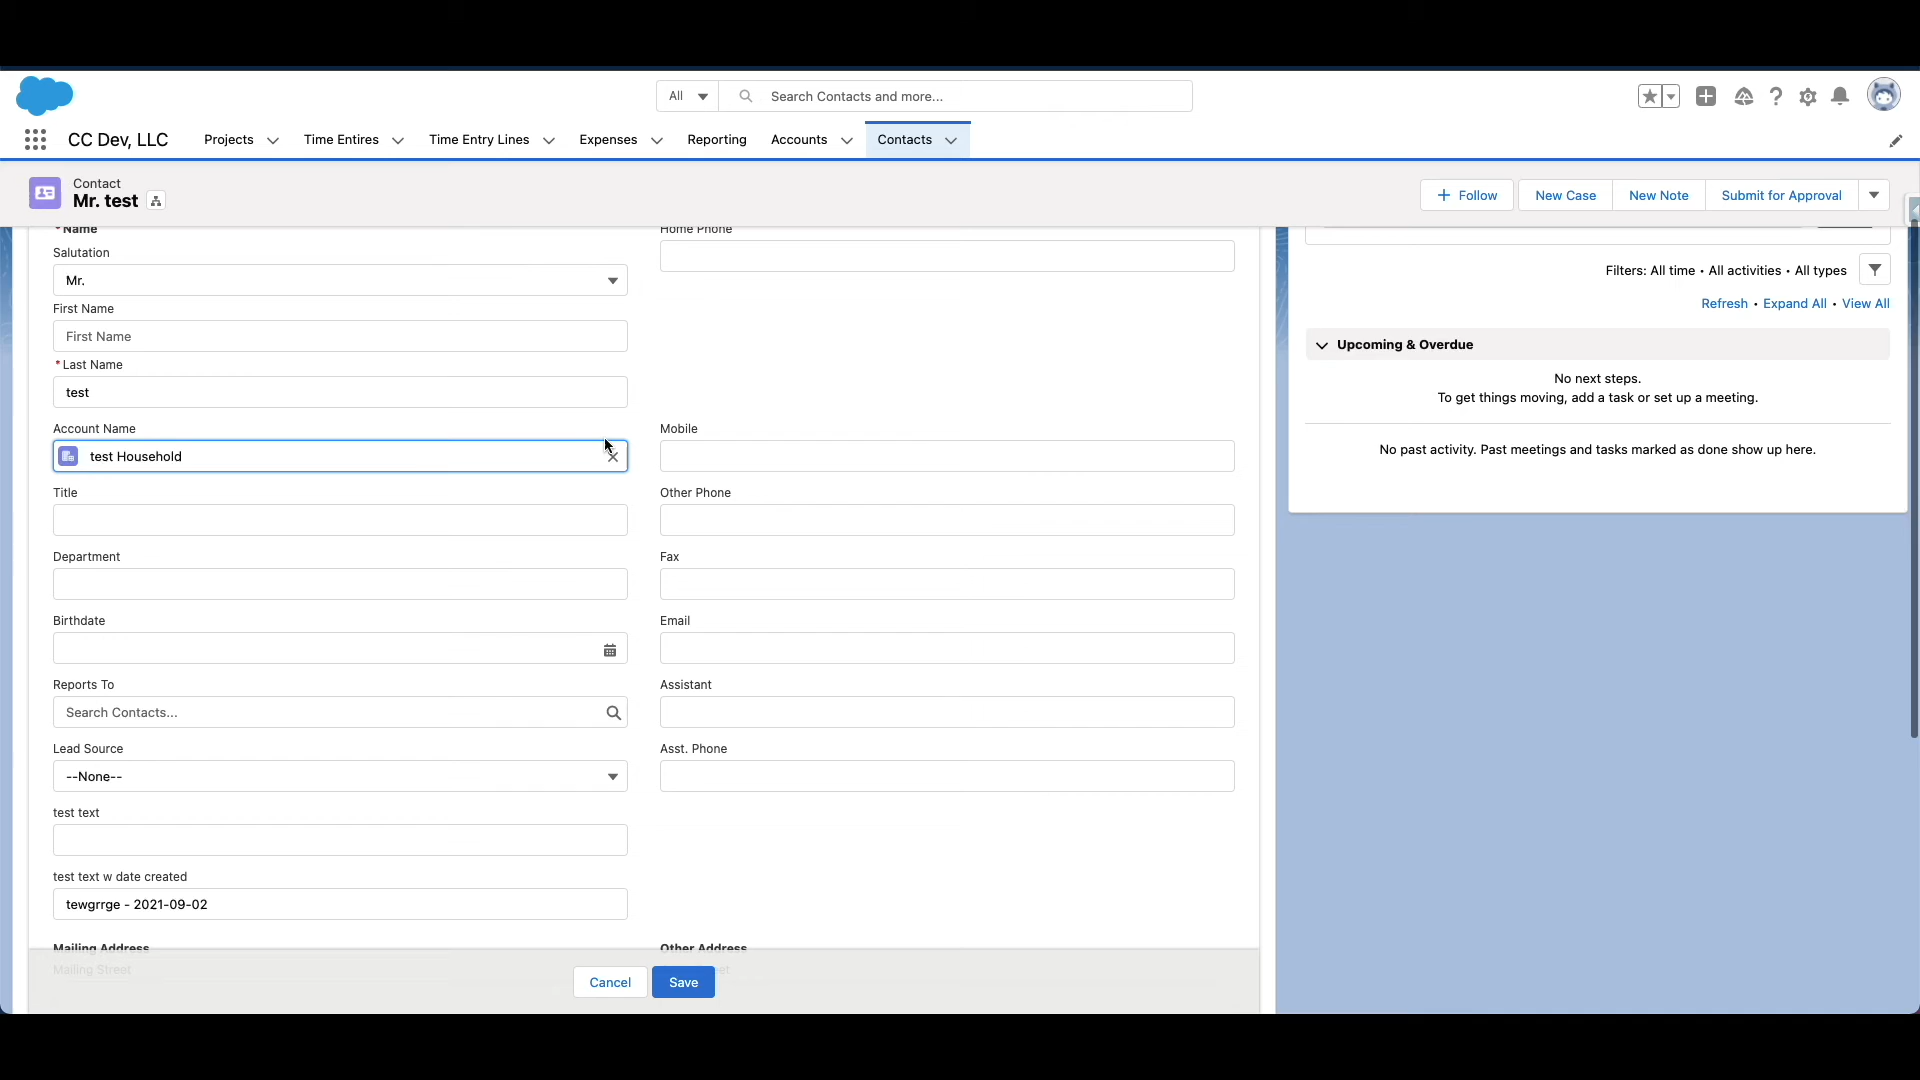 All
Search Contacts and more...
CC Dev, LLC
Projects
Time Entires
Time Entry Lines
Expenses
Reporting
Accounts
Contacts
Contact
Mr. test
Follow
New Case
New Note
Submit for Approval
* Name
Salutation
Mr.
First Name
First Name
* Last Name
test
Account Name
test Household
Title
Department
Birthdate
Reports To
Search Contacts...
Lead Source
--None--
test text
test text w date created
tewgrrge - 2021-09-02
Mailing Address
Mailing Street
Home Phone
Mobile
Other Phone
Fax
Email
Assistant
Asst. Phone
Other Address
Cancel
Save
Filters: All time • All activities • All types
Refresh • Expand All • View All
Upcoming & Overdue
No next steps.
To get things moving, add a task or set up a meeting.
No past activity. Past meetings and tasks marked as done show up here.